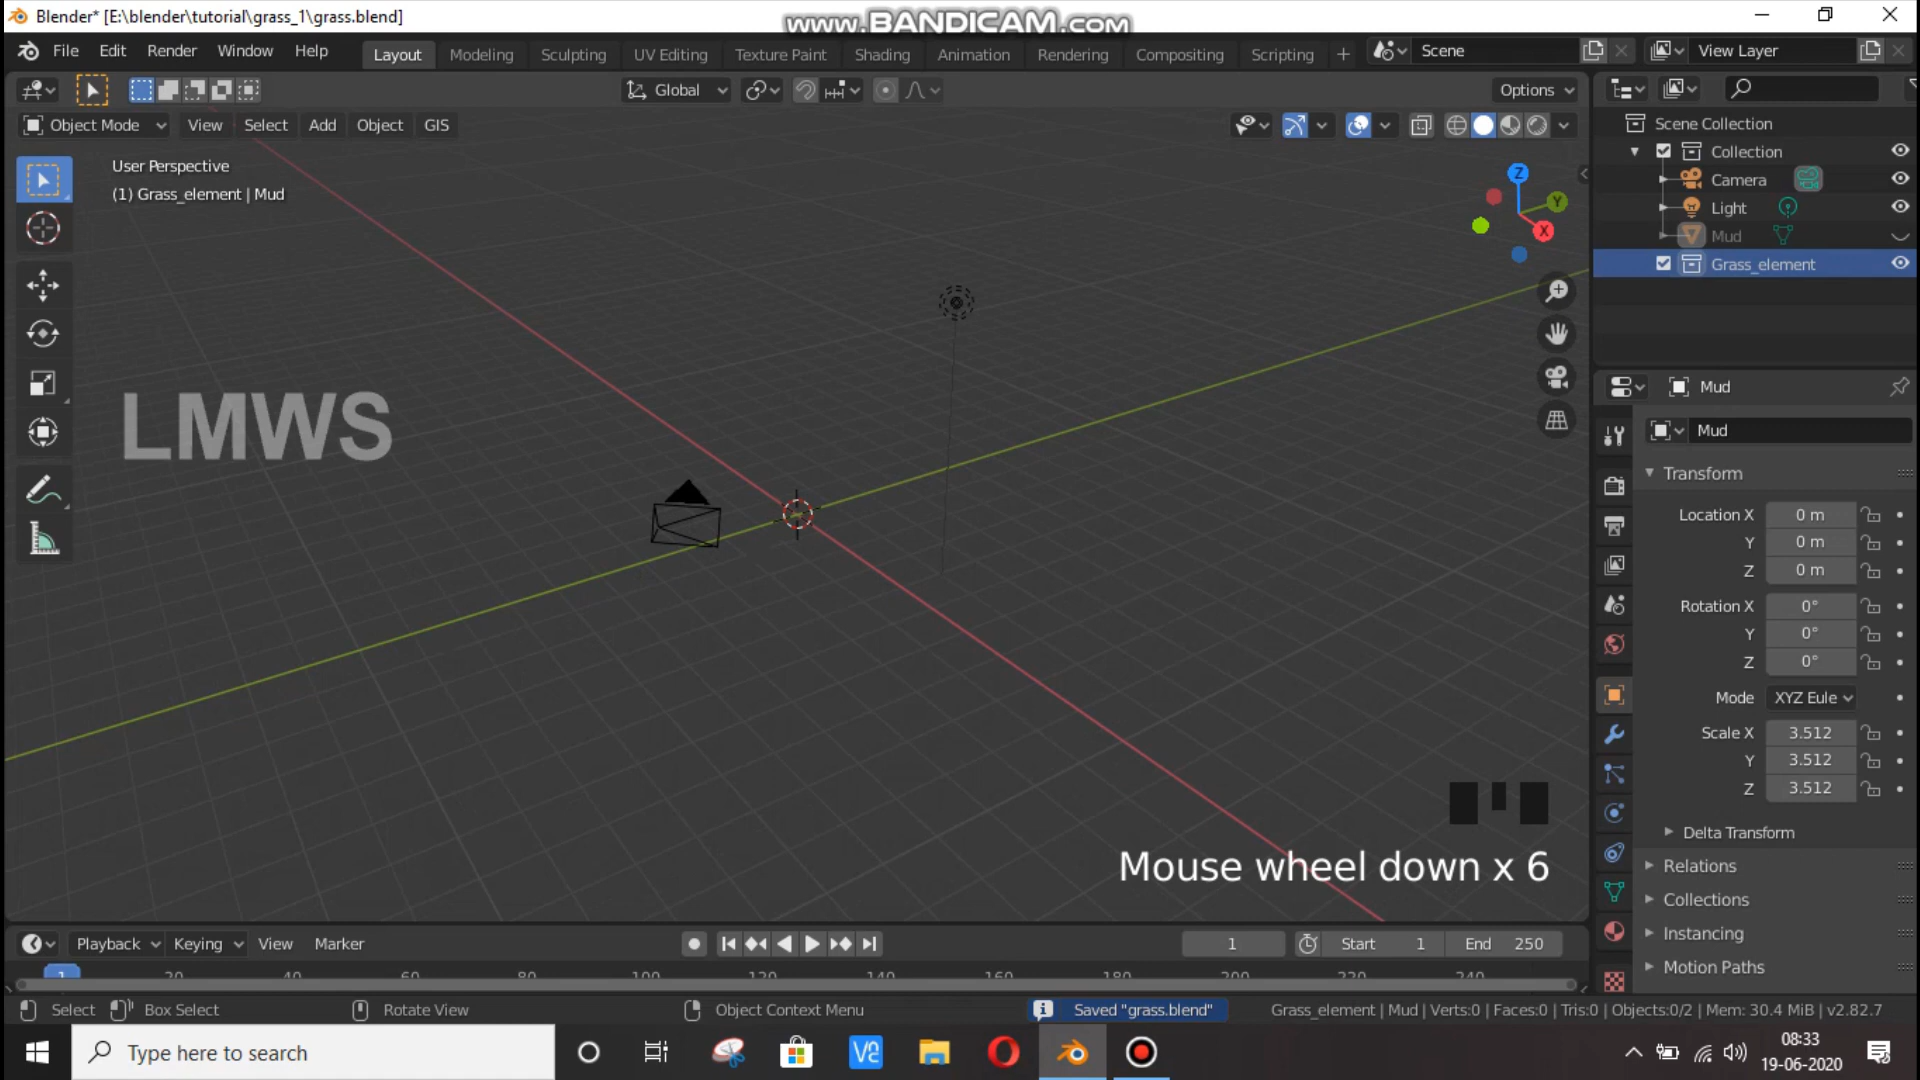 Blender* [E:\blender\tutorial\grass_1\grass.blend]
www.BANDICAM.com
File Edit Render Window Help
Layout Modeling Sculpting UV Editing Texture Paint Shading Animation Rendering Compositing Scripting +
Scene
View Layer
Global
Options
Object Mode View Select Add Object GIS
User Perspective
(1) Grass_element | Mud
Z
Y
X
LMWS
Mouse wheel down x 6
Scene Collection
Collection
Camera
Light
Mud
Grass_element
Mud
Mud
Transform
Location X 0 m
Y 0 m
Z 0 m
Rotation X 0°
Y 0°
Z 0°
Mode XYZ Eule
Scale X 3.512
Y 3.512
Z 3.512
Delta Transform
Relations
Collections
Instancing
Motion Paths
Playback Keying View Marker
1
Start 1
End 250
1 20 40 60 80 100 120 140 160 180 200 220 240
Select Box Select Rotate View Object Context Menu
Saved "grass.blend"
Grass_element | Mud | Verts:0 | Faces:0 | Tris:0 | Objects:0/2 | Mem: 30.4 MiB | v2.82.7
Type here to search
08:33
19-06-2020